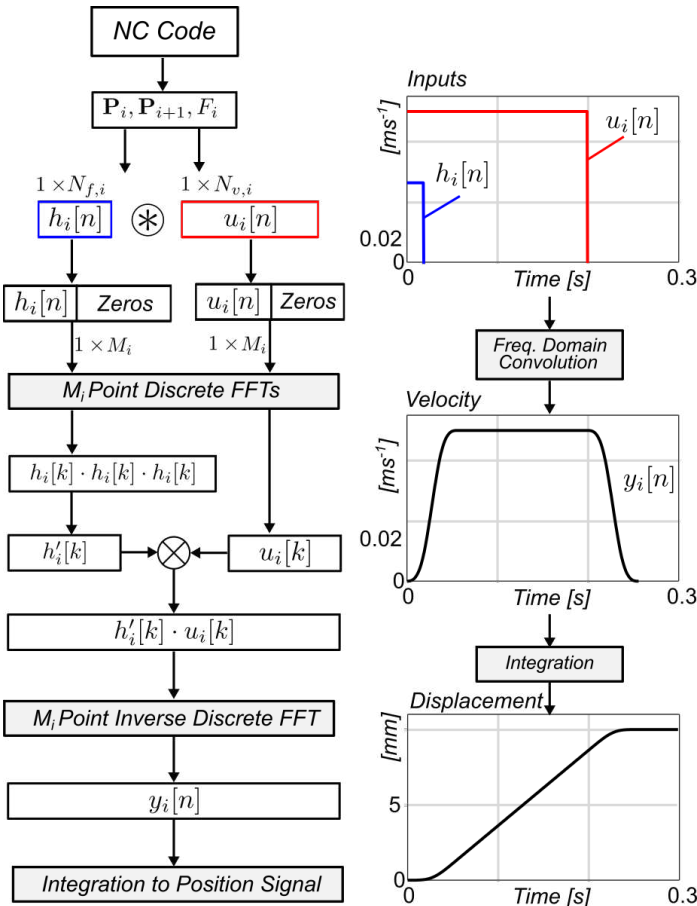 NC Code
P_i, P_{i+1}, F_i
1 × N_{f,i}
1 × N_{v,i}
h_i[n] ⊛ u_i[n]
h_i[n] Zeros
u_i[n] Zeros
1 × M_i
1 × M_i
M_i Point Discrete FFTs
h_i[k] · h_i[k] · h_i[k]
h'_i[k] ⊗ u_i[k]
h'_i[k] · u_i[k]
M_i Point Inverse Discrete FFT
y_i[n]
Integration to Position Signal
Inputs
[ms⁻¹]
u_i[n]
h_i[n]
0.02
0
0
Time [s]
0.3
Freq. Domain
Convolution
Velocity
[ms⁻¹]
y_i[n]
0.02
0
0
Time [s]
0.3
Integration
Displacement
[mm]
5
0
0
Time [s]
0.3